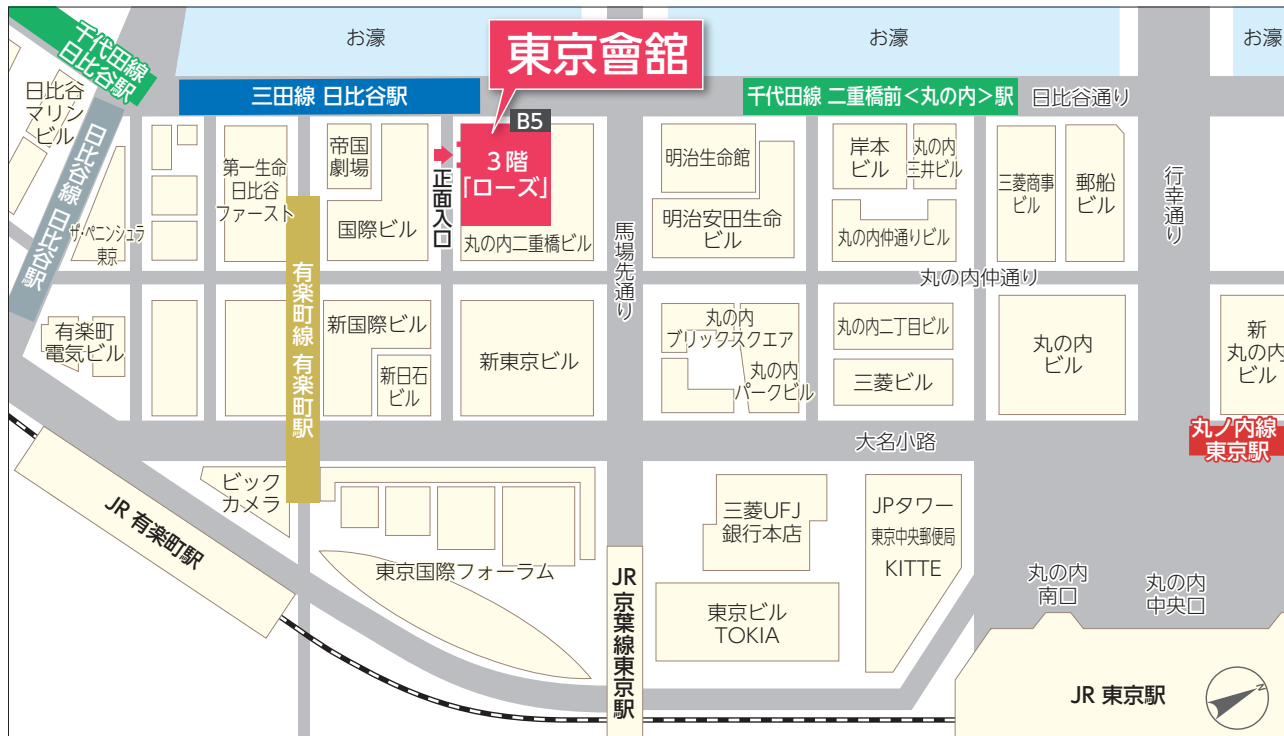 お濠
お濠
お濠
東京會舘
千代田線
日比谷駅
三田線 日比谷駅
千代田線 二重橋前<丸の内>駅
日比谷通り
B5
3階
「ローズ」
正面入口
日比谷
マリン
ビル
日比谷線 日比谷駅
ザ・ペニンシュラ
東京
第一生命
日比谷
ファースト
帝国
劇場
国際ビル
丸の内二重橋ビル
馬場先通り
明治生命館
明治安田生命
ビル
岸本
ビル
丸の内
三井ビル
丸の内仲通りビル
三菱商事
ビル
郵船
ビル
行幸通り
丸の内仲通り
有楽町
電気ビル
有楽町線 有楽町駅
新国際ビル
新日石
ビル
新東京ビル
丸の内
ブリックスクエア
丸の内
パークビル
丸の内二丁目ビル
三菱ビル
丸の内
ビル
新
丸の内
ビル
丸ノ内線
東京駅
大名小路
JR 有楽町駅
ビック
カメラ
東京国際フォーラム
JR 京葉線東京駅
三菱UFJ
銀行本店
東京ビル
TOKIA
JPタワー
東京中央郵便局
KITTE
丸の内
南口
丸の内
中央口
JR 東京駅
N